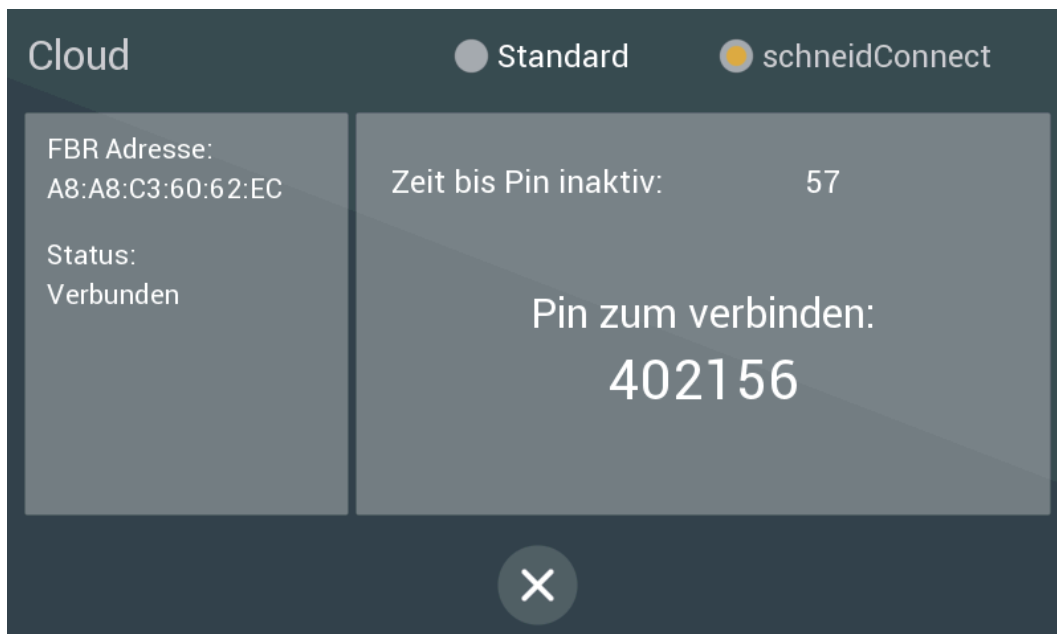 Cloud
Standard
schneidConnect
FBR Adresse:
A8:A8:C3:60:62:EC
Status:
Verbunden
Zeit bis Pin inaktiv: 57
Pin zum verbinden:
402156